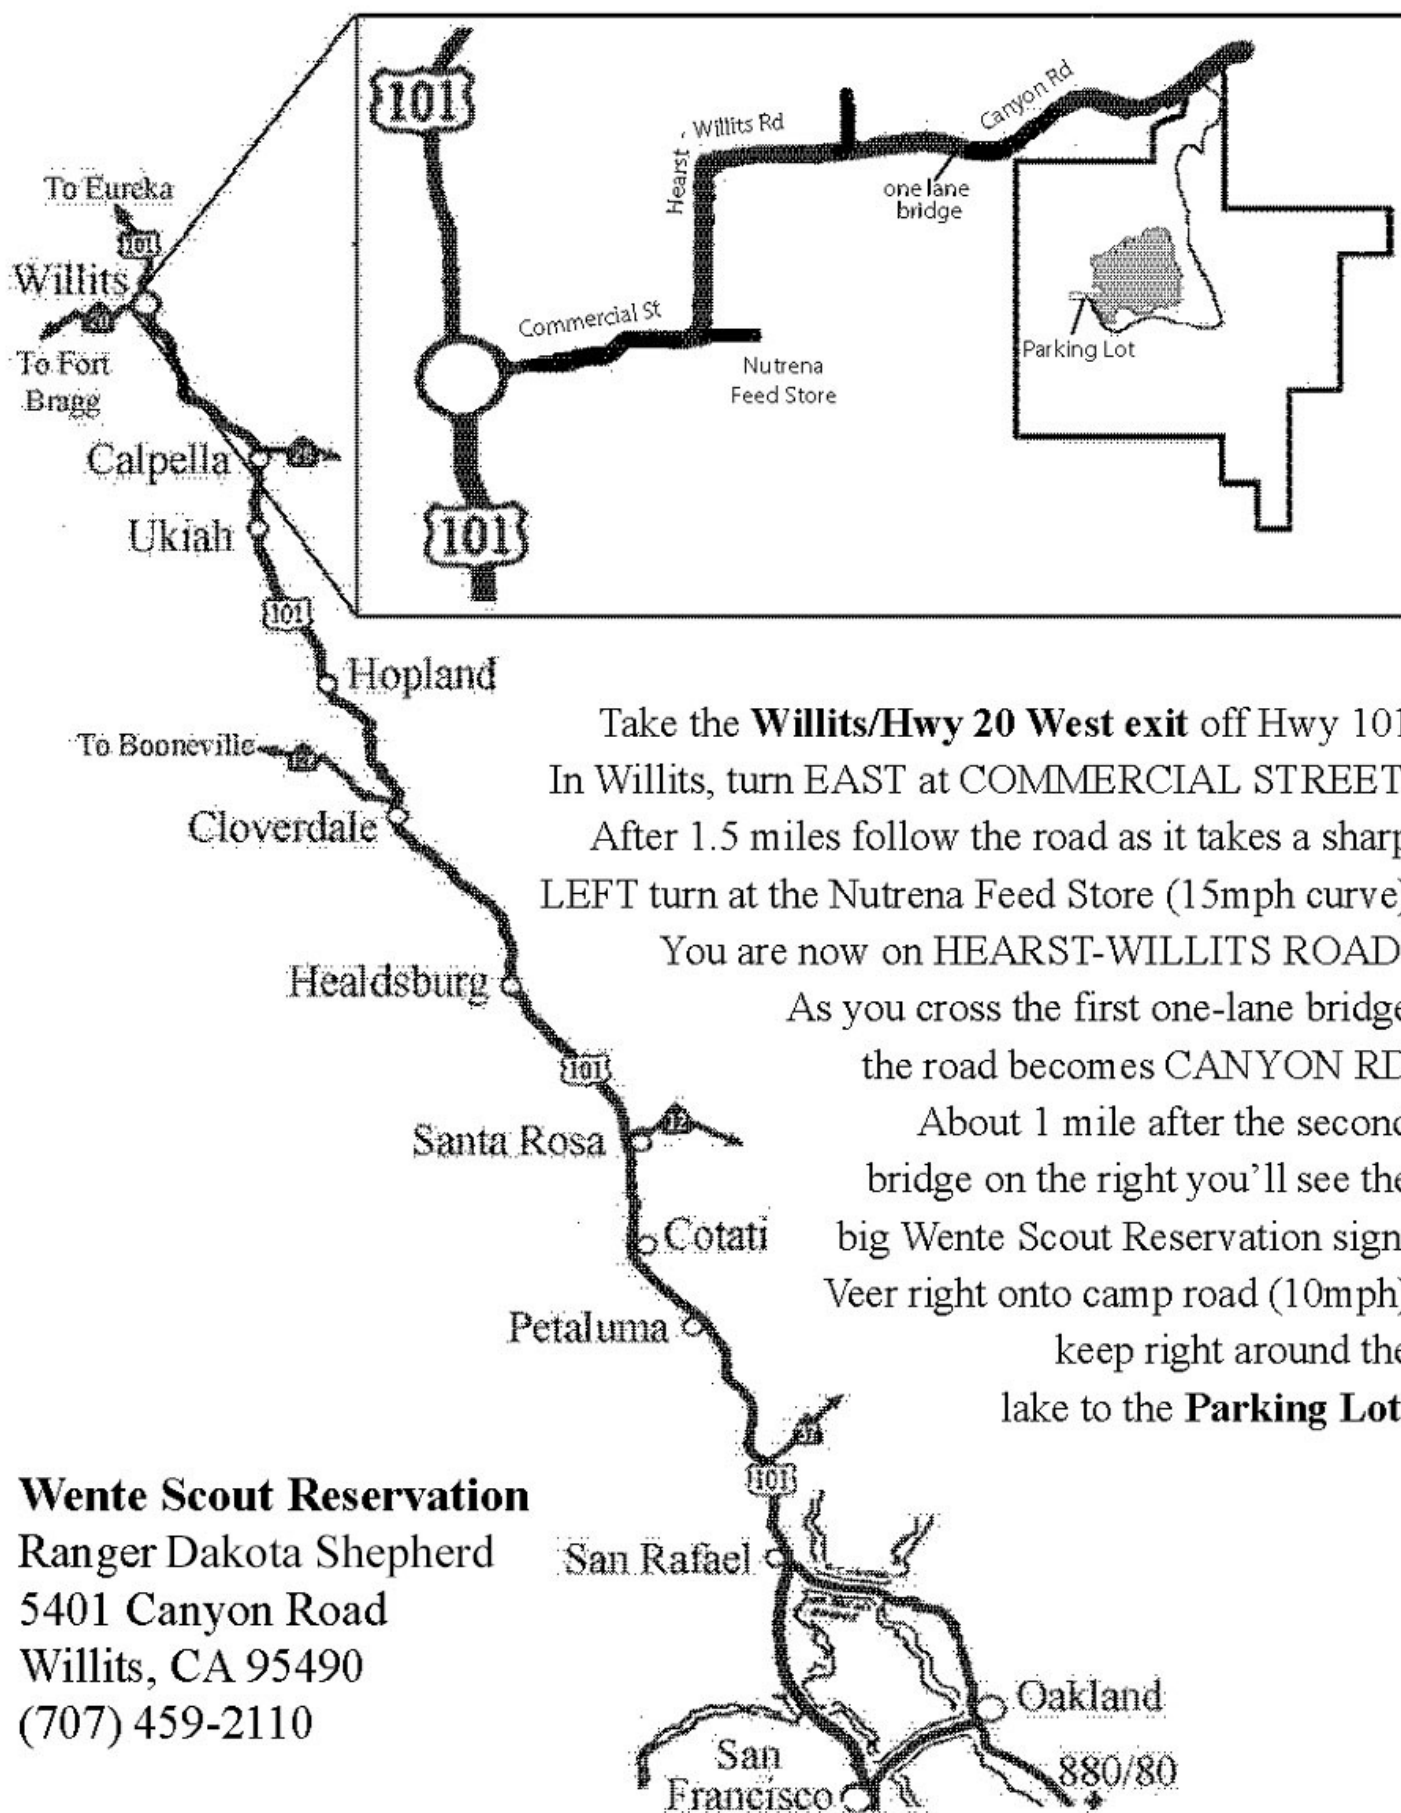 101
Hearst - Willits Rd
Canyon Rd
one lane
bridge
Commercial St
Nutrena
Feed Store
Parking Lot
101
To Eureka
101
Willits
20
To Fort
Bragg
Calpella
20
Ukiah
101
Hopland
To Booneville
Cloverdale
Healdsburg
101
Santa Rosa
12
Cotati
Petaluma
101
San Rafael
Oakland
San
Francisco
880/80
Take the Willits/Hwy 20 West exit off Hwy 101
In Willits, turn EAST at COMMERCIAL STREET
After 1.5 miles follow the road as it takes a sharp
LEFT turn at the Nutrena Feed Store (15mph curve)
You are now on HEARST-WILLITS ROAD
As you cross the first one-lane bridge
the road becomes CANYON RD
About 1 mile after the second
bridge on the right you'll see the
big Wente Scout Reservation sign
Veer right onto camp road (10mph)
keep right around the
lake to the Parking Lot
Wente Scout Reservation
Ranger Dakota Shepherd
5401 Canyon Road
Willits, CA 95490
(707) 459-2110